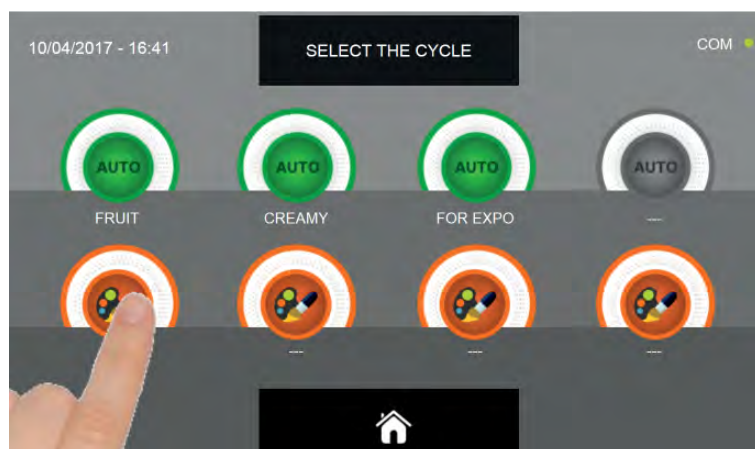 10/04/2017 - 16:41
SELECT THE CYCLE
COM
AUTO
AUTO
AUTO
AUTO
FRUIT
CREAMY
FOR EXPO
---
---
---
---